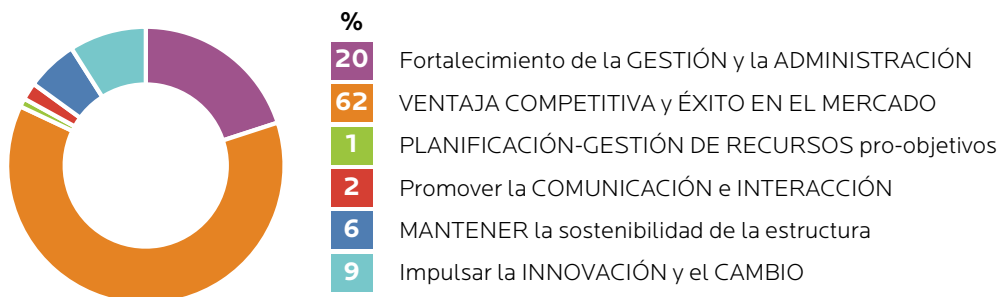 %
20 Fortalecimiento de la GESTIÓN y la ADMINISTRACIÓN
62 VENTAJA COMPETITIVA y ÉXITO EN EL MERCADO
1 PLANIFICACIÓN-GESTIÓN DE RECURSOS pro-objetivos
2 Promover la COMUNICACIÓN e INTERACCIÓN
6 MANTENER la sostenibilidad de la estructura
9 Impulsar la INNOVACIÓN y el CAMBIO